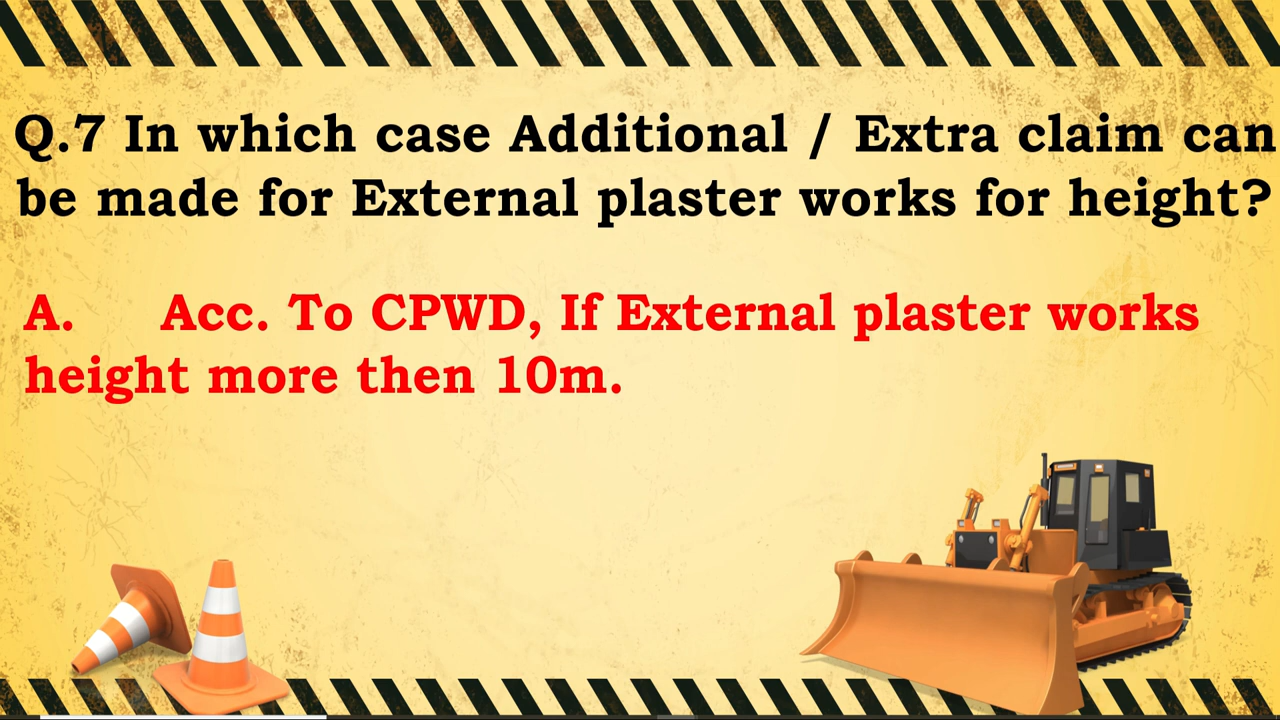 Q.7 In which case Additional / Extra claim can
be made for External plaster works for height?
A. Acc. To CPWD, If External plaster works
height more then 10m.